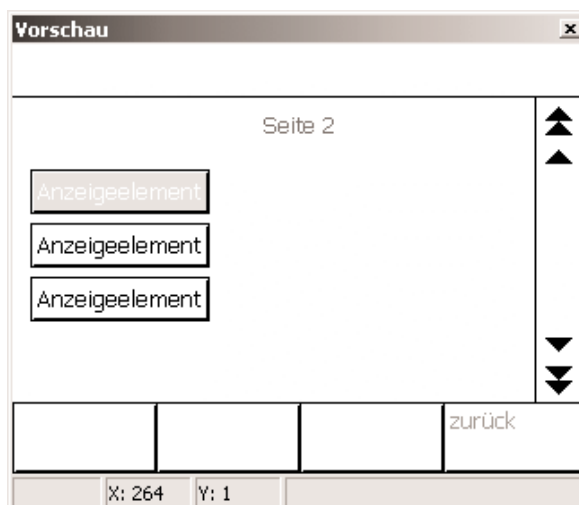 Vorschau
Seite 2
Anzeigeelement
Anzeigeelement
Anzeigeelement
zurück
X: 264 Y: 1